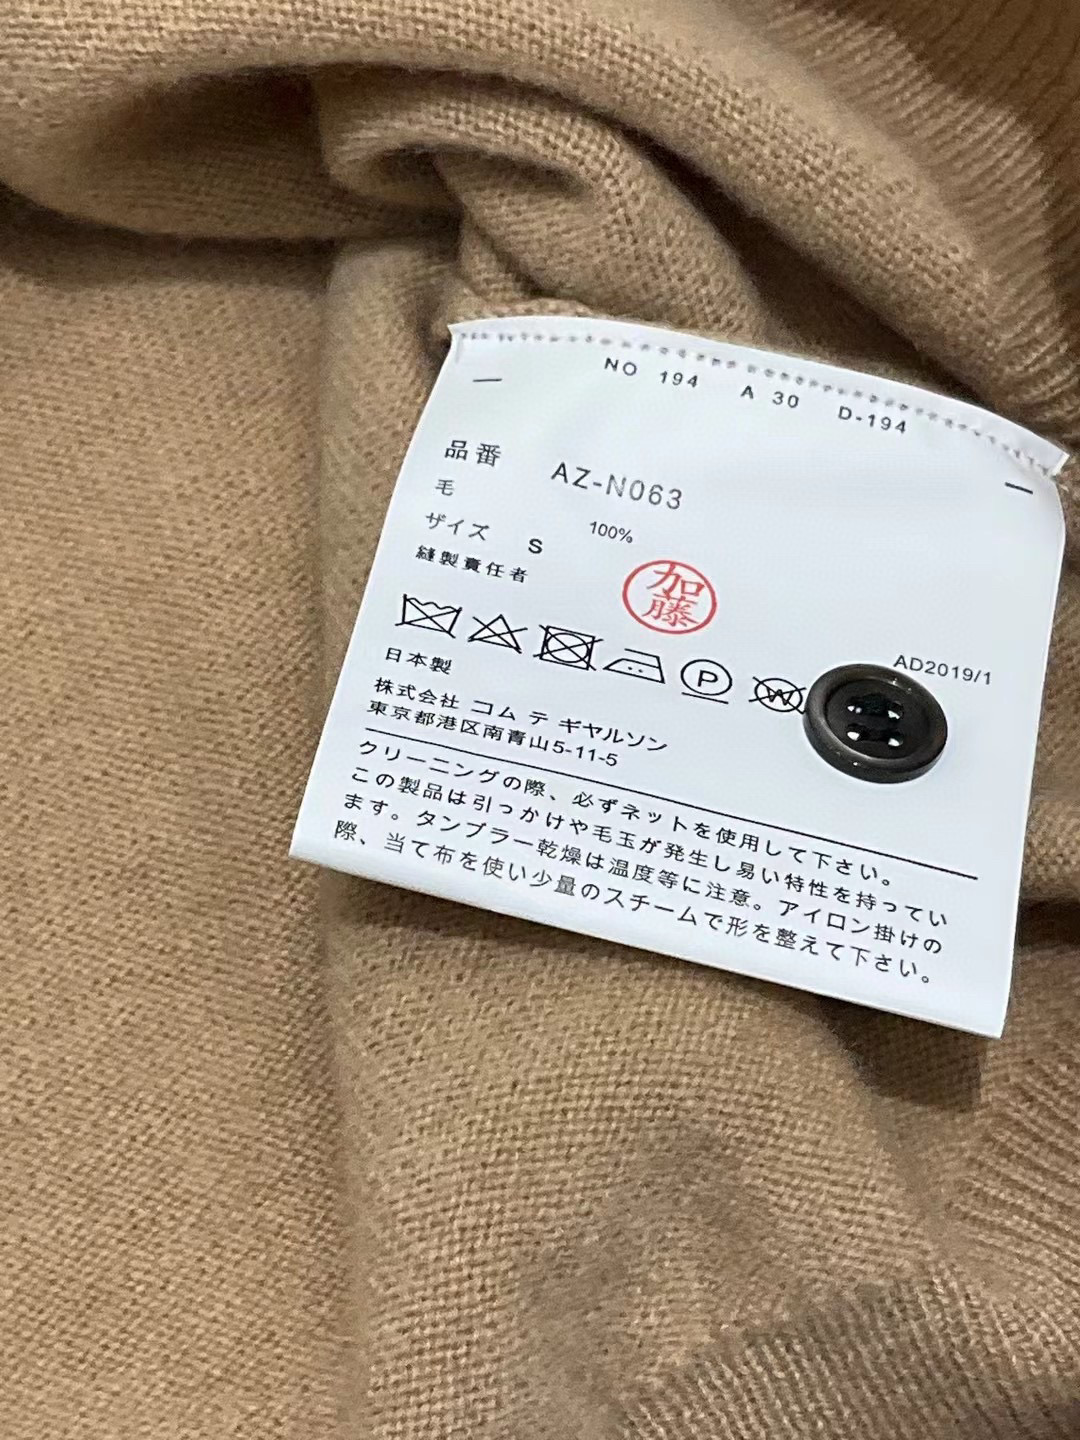 NO 194 A 30 D-194
品番 AZ-N063
毛 100%
サイズ S
縫製責任者
加藤
P W
AD2019/1
日本製
株式会社 コム テ ギヤルソン
東京都港区南青山5-11-5
クリーニングの際、必ずネットを使用して下さい。
この製品は引っかけや毛玉が発生し易い特性を持ってい
ます。タンブラー乾燥は温度等に注意。アイロン掛けの
際、当て布を使い少量のスチームで形を整えて下さい。